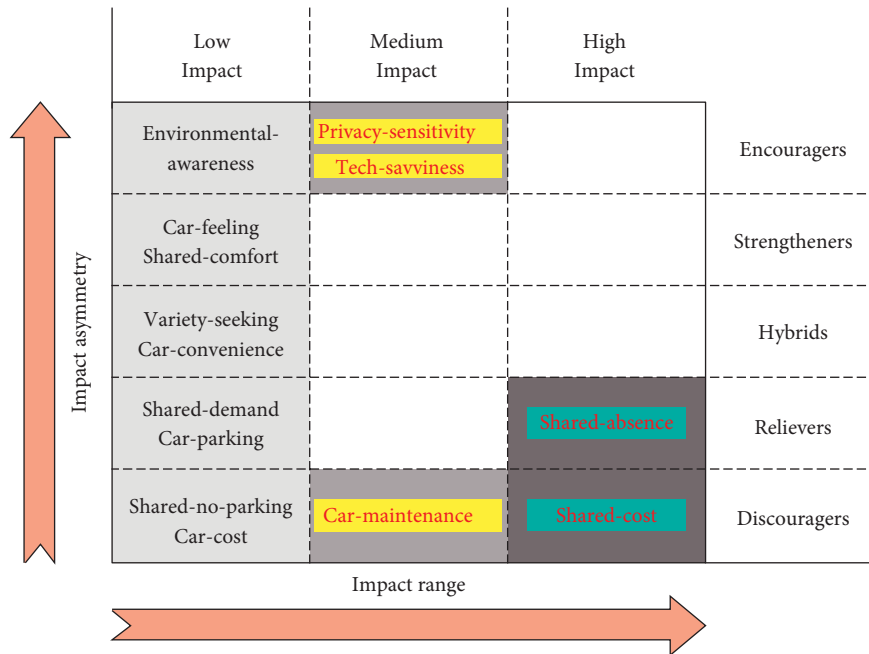 Low
Impact
Medium
Impact
High
Impact
Environmental-
awareness
Privacy-sensitivity
Tech-savviness
Encouragers
Car-feeling
Shared-comfort
Strengtheners
Variety-seeking
Car-convenience
Hybrids
Shared-demand
Car-parking
Shared-absence
Relievers
Shared-no-parking
Car-cost
Car-maintenance
Shared-cost
Discouragers
Impact asymmetry
Impact range